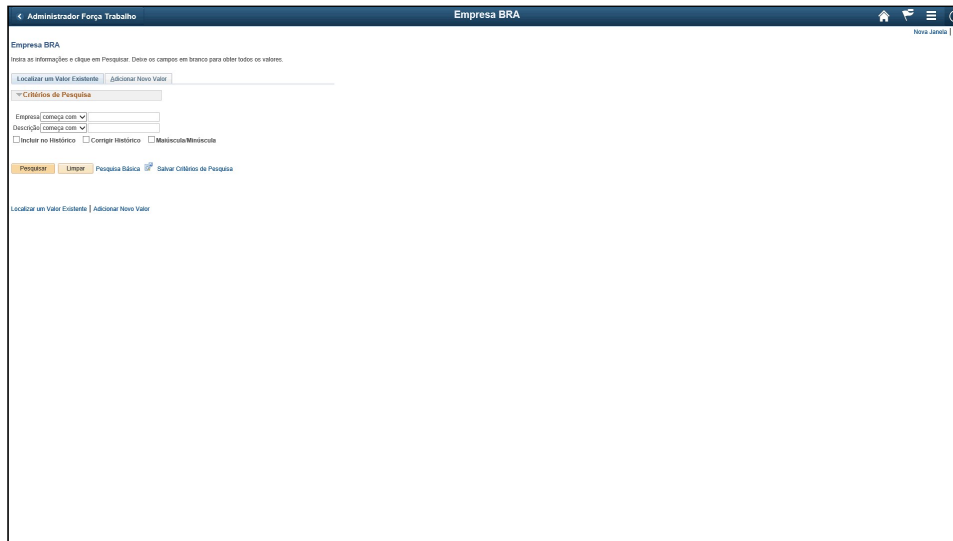 Administrador Força Trabalho
Empresa BRA
Nova Janela |
Empresa BRA
Insira as informações e clique em Pesquisar. Deixe os campos em branco para obter todos os valores.
Localizar um Valor Existente Adicionar Novo Valor
Critérios de Pesquisa
Empresa começa com
Descrição começa com
Incluir no Histórico Corrigir Histórico Maiúscula/Minúscula
Pesquisar Limpar Pesquisa Básica Salvar Critérios de Pesquisa
Localizar um Valor Existente | Adicionar Novo Valor